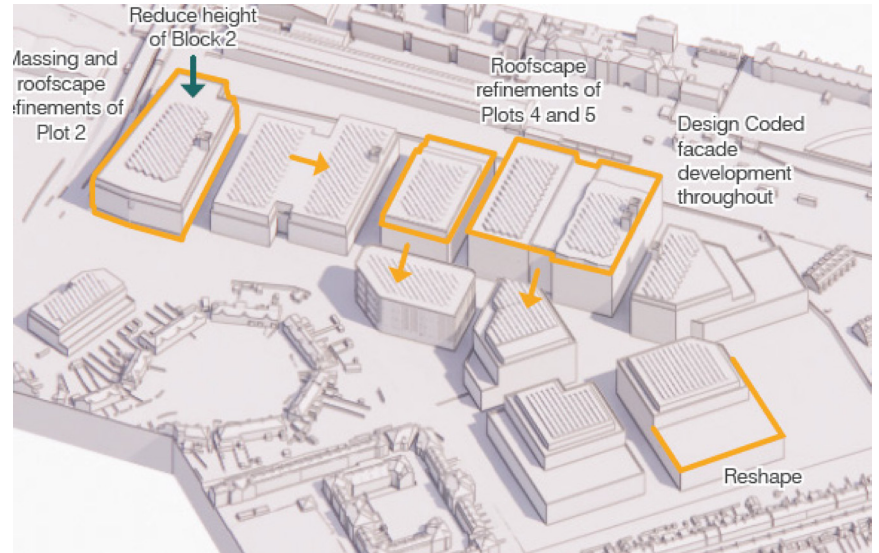 Reduce height
of Block 2
Massing and
roofscape
refinements of
Plot 2
Roofscape
refinements of
Plots 4 and 5
Design Coded
facade
development
throughout
Reshape